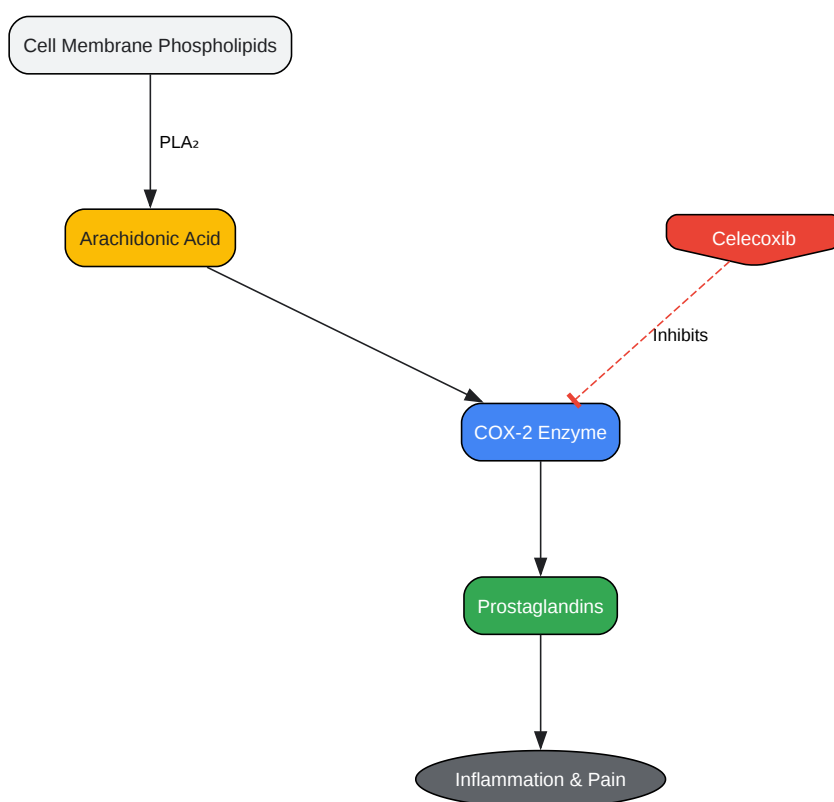 Cell Membrane Phospholipids
PLA₂
Arachidonic Acid
Celecoxib
Inhibits
COX-2 Enzyme
Prostaglandins
Inflammation & Pain